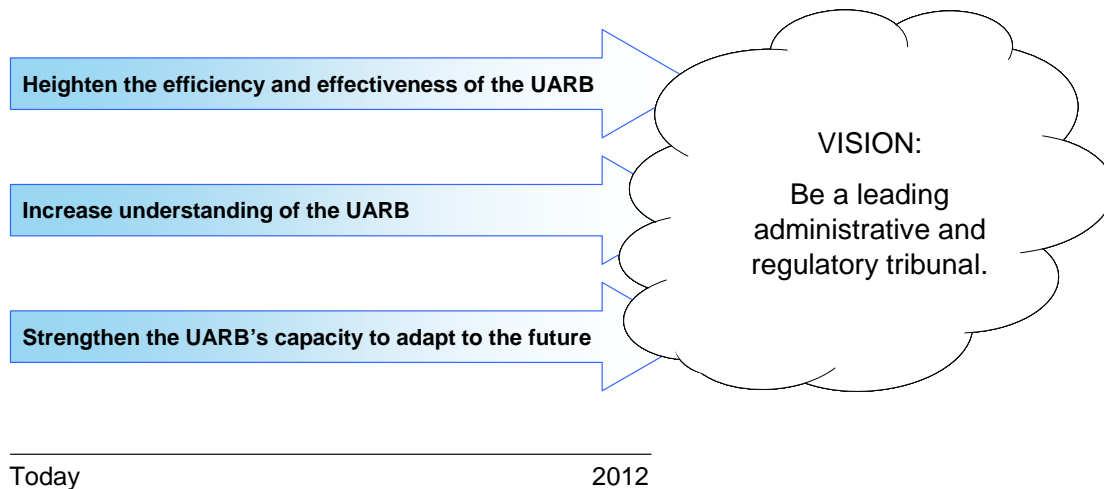 Heighten the efficiency and effectiveness of the UARB
Increase understanding of the UARB
Strengthen the UARB’s capacity to adapt to the future
VISION:
Be a leading
administrative and
regulatory tribunal.
Today 2012